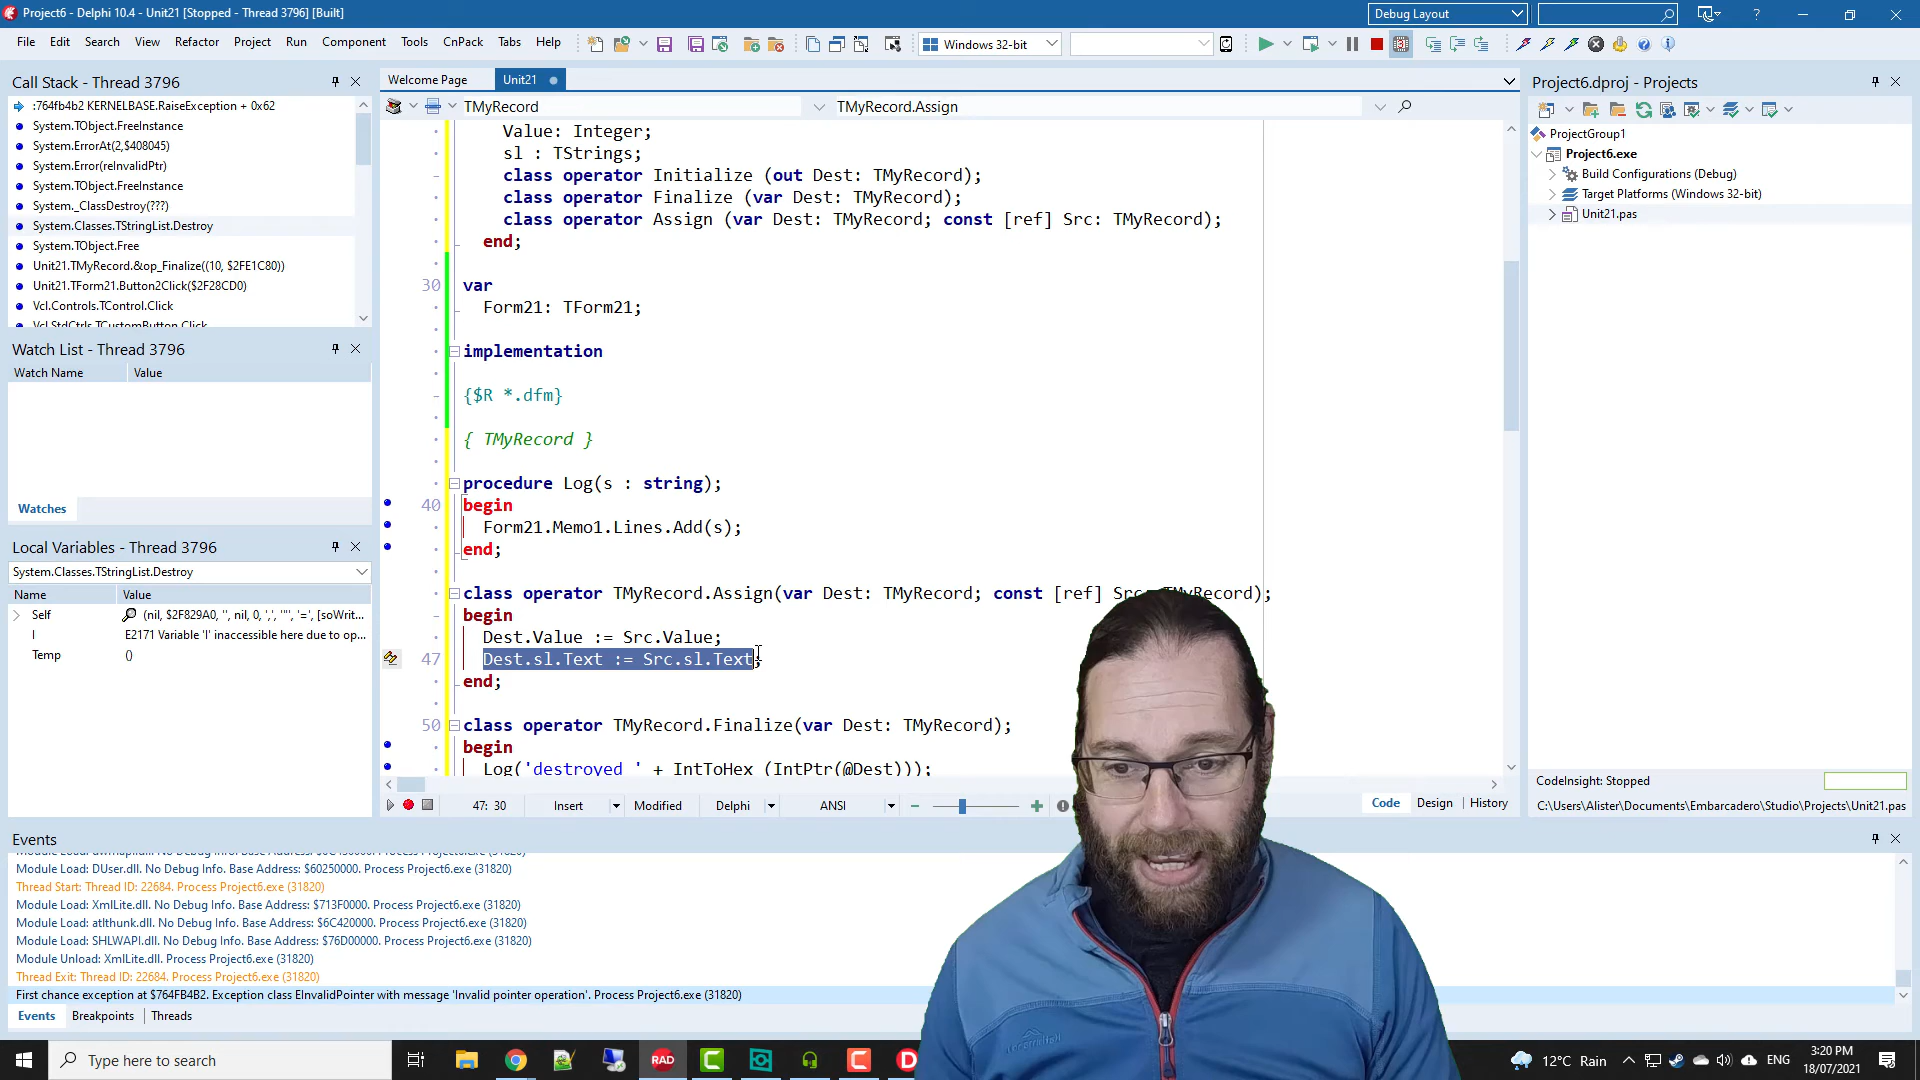 Project6 - Delphi 10.4 - Unit21 [Stopped - Thread 3796] [Built]
Debug Layout
File Edit Search View Refactor Project Run Component Tools CnPack Tabs Help
Windows 32-bit
Call Stack - Thread 3796
:764fb4b2 KERNELBASE.RaiseException + 0x62
System.TObject.FreeInstance
System.ErrorAt(2,$408045)
System.Error(reInvalidPtr)
System.TObject.FreeInstance
System._ClassDestroy(???)
System.Classes.TStringList.Destroy
System.TObject.Free
Unit21.TMyRecord.&op_Finalize((10, $2FE1C80))
Unit21.TForm21.Button2Click($2F28CD0)
Vcl.Controls.TControl.Click
Vcl.StdCtrls.TCustomButton.Click
Watch List - Thread 3796
Watch Name Value
Watches
Local Variables - Thread 3796
System.Classes.TStringList.Destroy
Name Value
Self (nil, $2F829A0, '', nil, 0, ',', '"', '=', [soWrit...
I E2171 Variable 'I' inaccessible here due to op...
Temp ()
Welcome Page Unit21
TMyRecord TMyRecord.Assign
Value: Integer;
sl : TStrings;
class operator Initialize (out Dest: TMyRecord);
class operator Finalize (var Dest: TMyRecord);
class operator Assign (var Dest: TMyRecord; const [ref] Src: TMyRecord);
end;
30 var
Form21: TForm21;
implementation
{$R *.dfm}
{ TMyRecord }
procedure Log(s : string);
40 begin
Form21.Memo1.Lines.Add(s);
end;
class operator TMyRecord.Assign(var Dest: TMyRecord; const [ref] Src: TMyRecord);
begin
Dest.Value := Src.Value;
47 Dest.sl.Text := Src.sl.Text;
end;
50 class operator TMyRecord.Finalize(var Dest: TMyRecord);
begin
Log('destroyed ' + IntToHex (IntPtr(@Dest)));
47: 30 Insert Modified Delphi ANSI
Code Design History
Project6.dproj - Projects
ProjectGroup1
Project6.exe
Build Configurations (Debug)
Target Platforms (Windows 32-bit)
Unit21.pas
CodeInsight: Stopped
C:\Users\Alister\Documents\Embarcadero\Studio\Projects\Unit21.pas
Events
Module Load: DUser.dll. No Debug Info. Base Address: $60250000. Process Project6.exe (31820)
Thread Start: Thread ID: 22684. Process Project6.exe (31820)
Module Load: XmlLite.dll. No Debug Info. Base Address: $713F0000. Process Project6.exe (31820)
Module Load: atlthunk.dll. No Debug Info. Base Address: $6C420000. Process Project6.exe (31820)
Module Load: SHLWAPI.dll. No Debug Info. Base Address: $76D00000. Process Project6.exe (31820)
Module Unload: XmlLite.dll. Process Project6.exe (31820)
Thread Exit: Thread ID: 22684. Process Project6.exe (31820)
First chance exception at $764FB4B2. Exception class EInvalidPointer with message 'Invalid pointer operation'. Process Project6.exe (31820)
Events Breakpoints Threads
Type here to search
RAD
12°C Rain
ENG
3:20 PM
18/07/2021